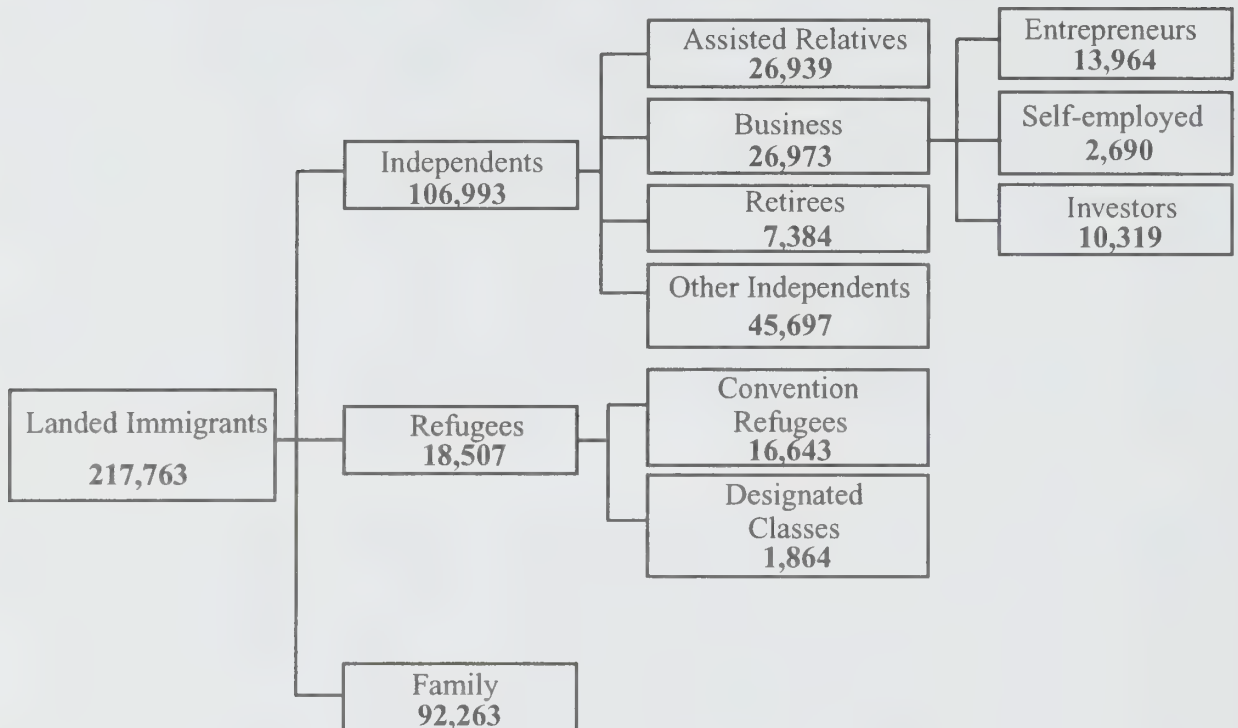 Landed Immigrants
217,763
Independents
106,993
Refugees
18,507
Family
92,263
Assisted Relatives
26,939
Business
26,973
Retirees
7,384
Other Independents
45,697
Convention
Refugees
16,643
Designated
Classes
1,864
Entrepreneurs
13,964
Self-employed
2,690
Investors
10,319